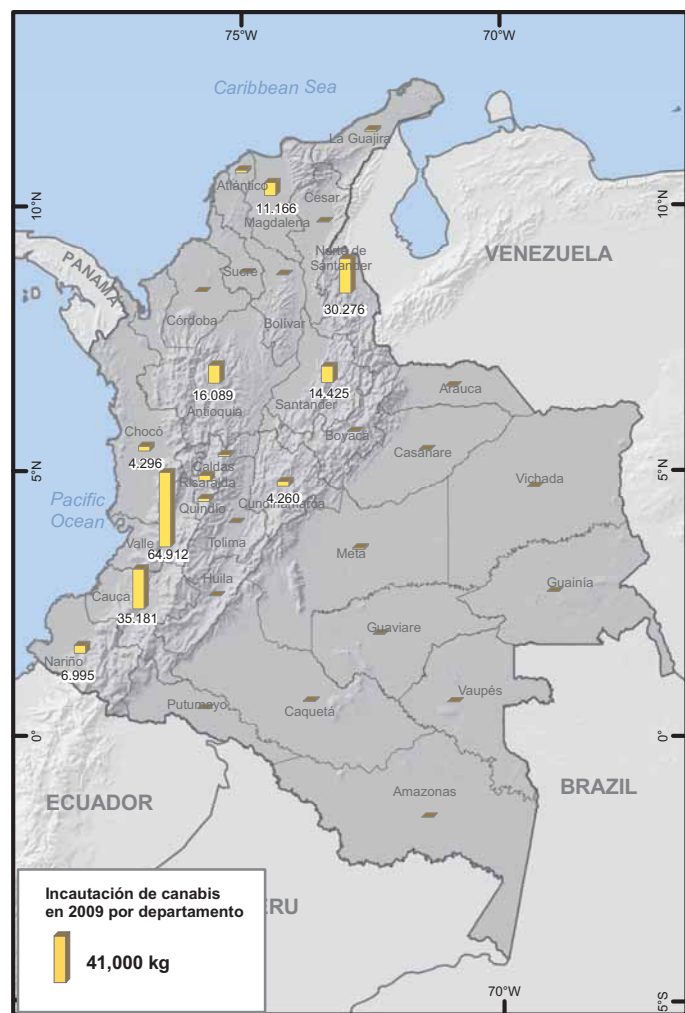 75°W
70°W
Caribbean Sea
La Guajira
Atlántico
10°N
10°N
11.166
Cesar
Magdalena
VENEZUELA
Norte de
Santander
PANAMA
Sucre
30.276
Córdoba
Bolívar
16.089
14.425
Antioquia
Santander
Arauca
Chocó
Boyacá
Casanare
4.296
Caldas
5°N
5°N
Risaralda
Vichada
Pacific
Ocean
Quindío
4.260
Cundinamarca
Valle
64.912
Tolima
Meta
Cauca
Huila
Guainía
35.181
Guaviare
Nariño
6.995
Putumayo
Caquetá
Vaupés
0°
0°
ECUADOR
BRAZIL
Amazonas
ERU
Incautación de canabis
en 2009 por departamento
41,000 kg
70°W
5°S